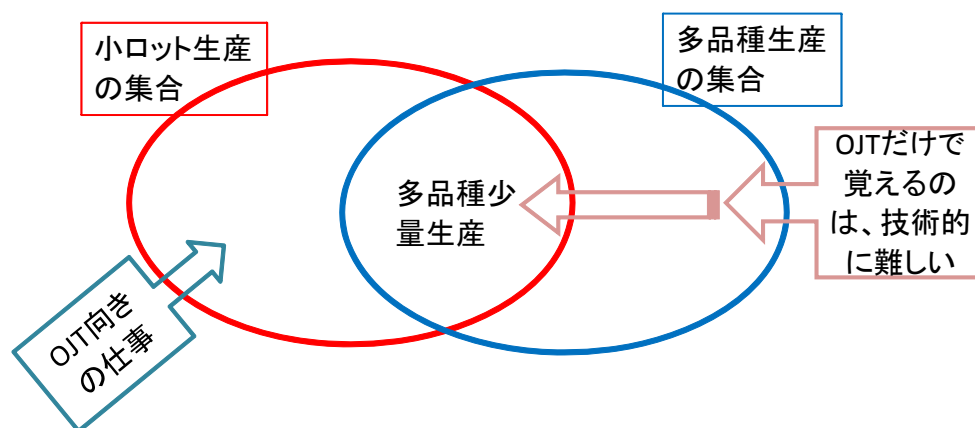 小ロット生産
の集合
多品種生産
の集合
OJTだけで
覚えるの
は、技術的
に難しい
多品種少
量生産
OJT向き
の仕事